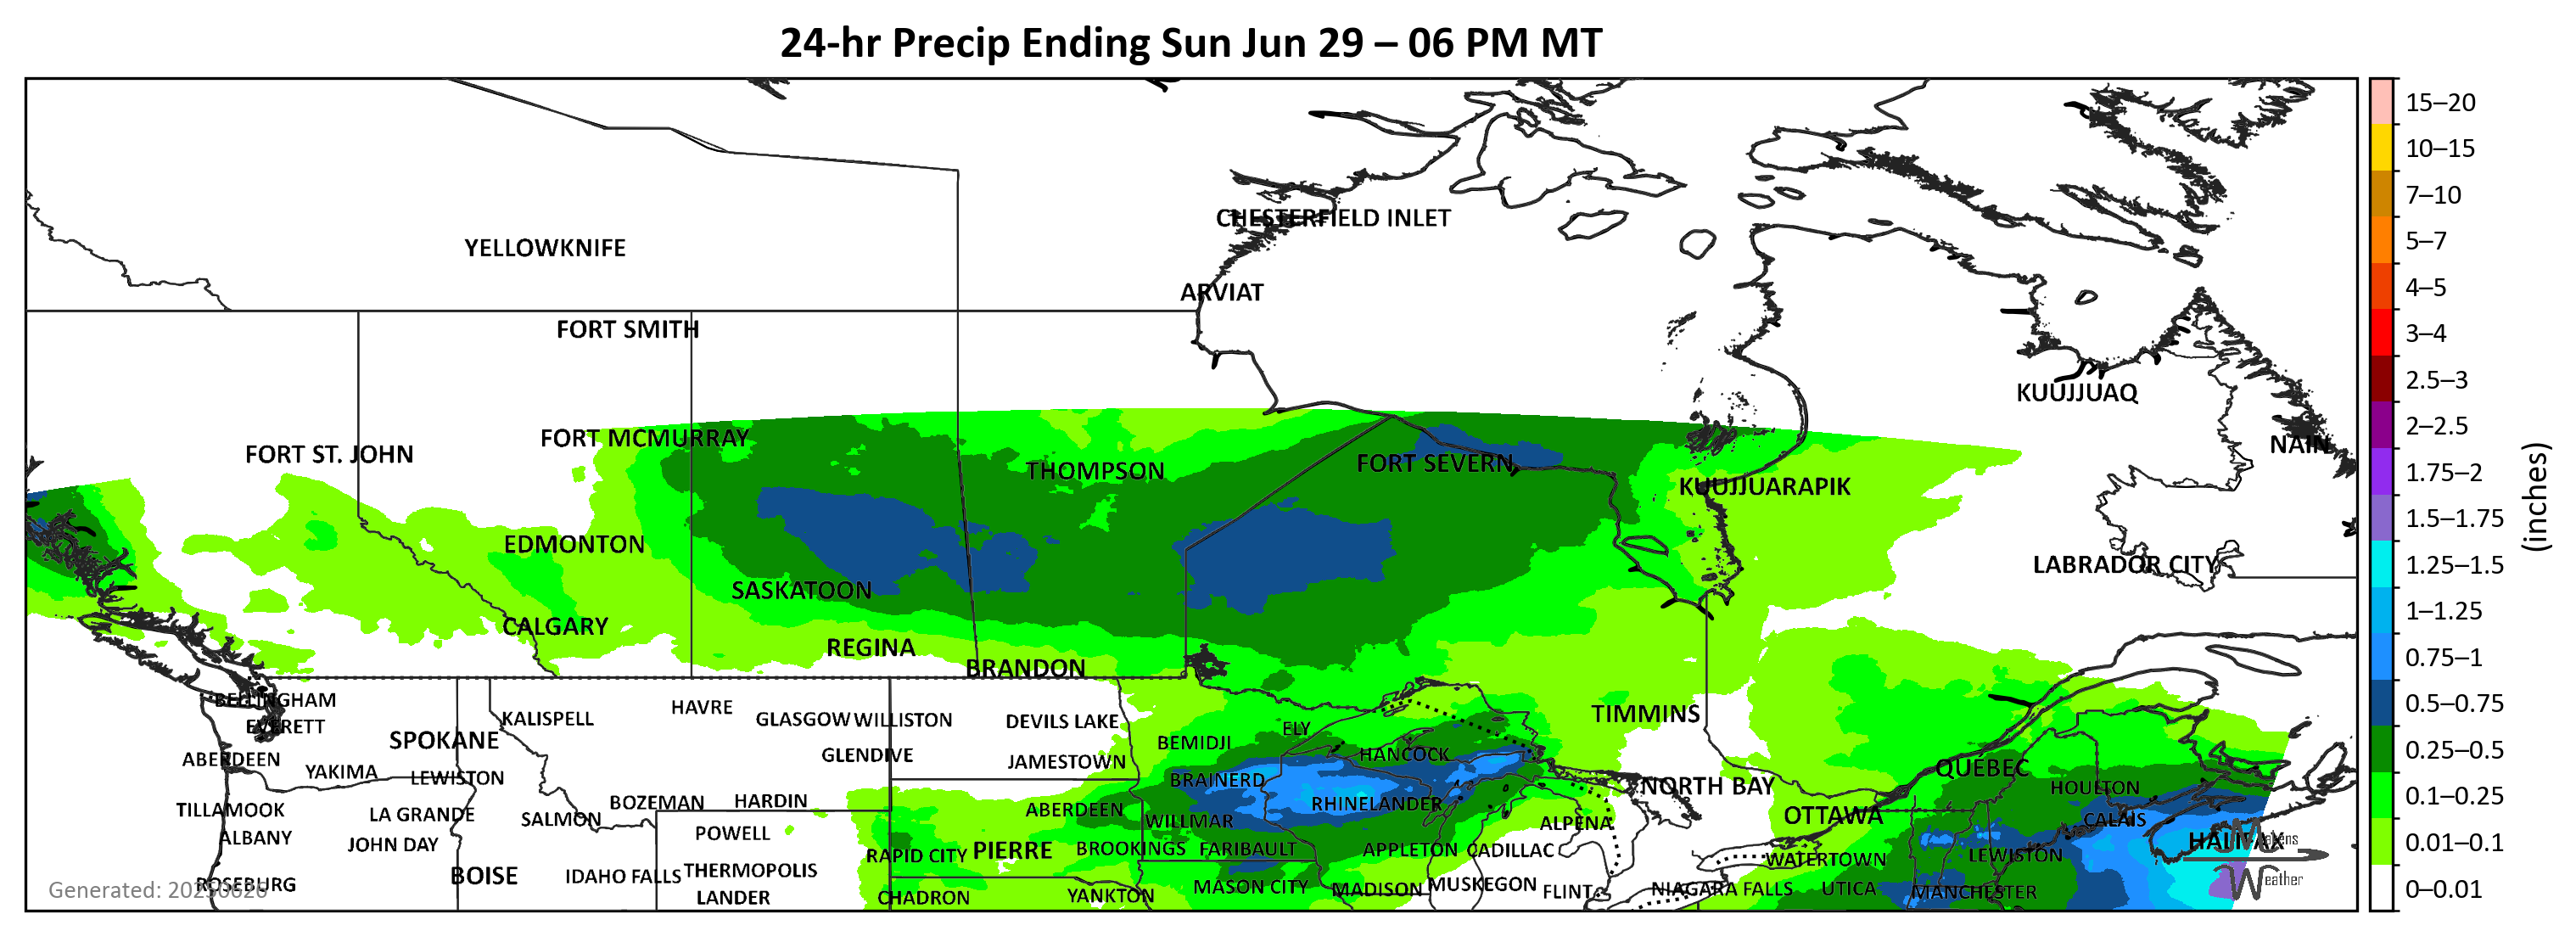 24-hr Precip Ending Sun Jun 29 – 06 PM MT
15–20
10–15
7–10
5–7
4–5
3–4
2.5–3
2–2.5
1.75–2
1.5–1.75
1.25–1.5
1–1.25
0.75–1
0.5–0.75
0.25–0.5
0.1–0.25
0.01–0.1
0–0.01
(inches)
CHESTERFIELD INLET
YELLOWKNIFE
ARVIAT
FORT SMITH
KUUJJUAQ
FORT MCMURRAY
NAIN
FORT ST. JOHN
FORT SEVERN
THOMPSON
KUUJJUARAPIK
EDMONTON
LABRADOR CITY
SASKATOON
CALGARY
REGINA
BRANDON
BELLINGHAM
HAVRE
TIMMINS
KALISPELL
GLASGOW WILLISTON
DEVILS LAKE
EVERETT
ELY
SPOKANE
BEMIDJI
GLENDIVE
HANCOCK
ABERDEEN
JAMESTOWN
QUEBEC
YAKIMA
LEWISTON
BRAINERD
NORTH BAY
HOULTON
BOZEMAN
HARDIN
RHINELANDER
TILLAMOOK
LA GRANDE
ABERDEEN
OTTAWA
SALMON
WILLMAR
ALPENA
CALAIS
ALBANY
POWELL
HALIFAX
JOHN DAY
RAPID CITY
PIERRE
BROOKINGS
FARIBAULT
APPLETON
CADILLAC
WATERTOWN
LEWISTON
BOISE
IDAHO FALLS
THERMOPOLIS
ROSEBURG
MASON CITY
MADISON
MUSKEGON
FLINT
NIAGARA FALLS
UTICA
MANCHESTER
LANDER
CHADRON
YANKTON
Weather
Generated: